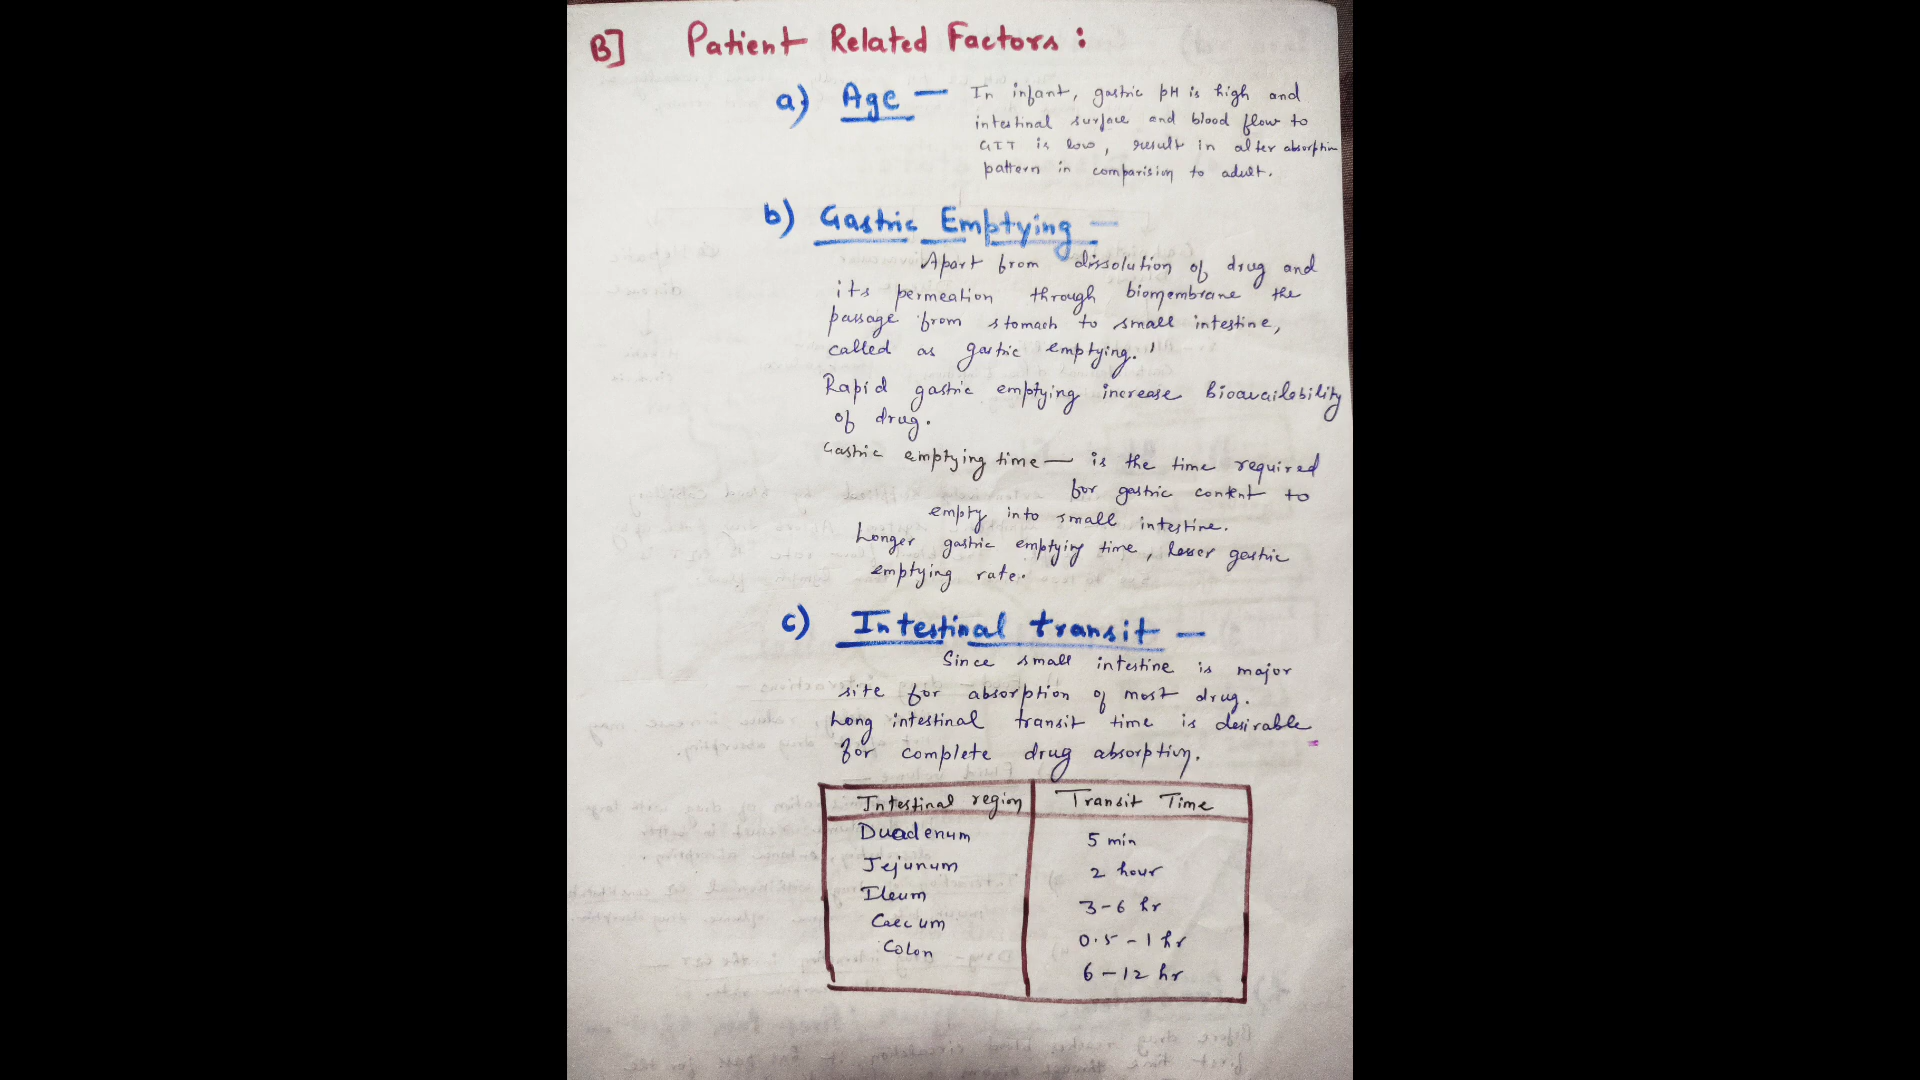 B] Patient Related Factors :
a) Age — In infant, gastric pH is high and
intestinal surface and blood flow to
GIT is low, result in alter absorption
pattern in comparision to adult.
b) Gastric Emptying —
Apart from dissolution of drug and
its permeation through biomembrane the
passage from stomach to small intestine,
called as gastric emptying.
Rapid gastric emptying increase bioavailability
of drug.
Gastric emptying time — is the time required
for gastric content to
empty into small intestine.
Longer gastric emptying time, lesser gastric
emptying rate.
c) Intestinal transit —
Since small intestine is major
site for absorption of most drug.
Long intestinal transit time is desirable
for complete drug absorption.
Intestinal region Transit Time
Duadenum 5 min
Jejunum 2 hour
Ileum 3-6 hr
Caecum 0.5 - 1 hr
Colon 6 - 12 hr